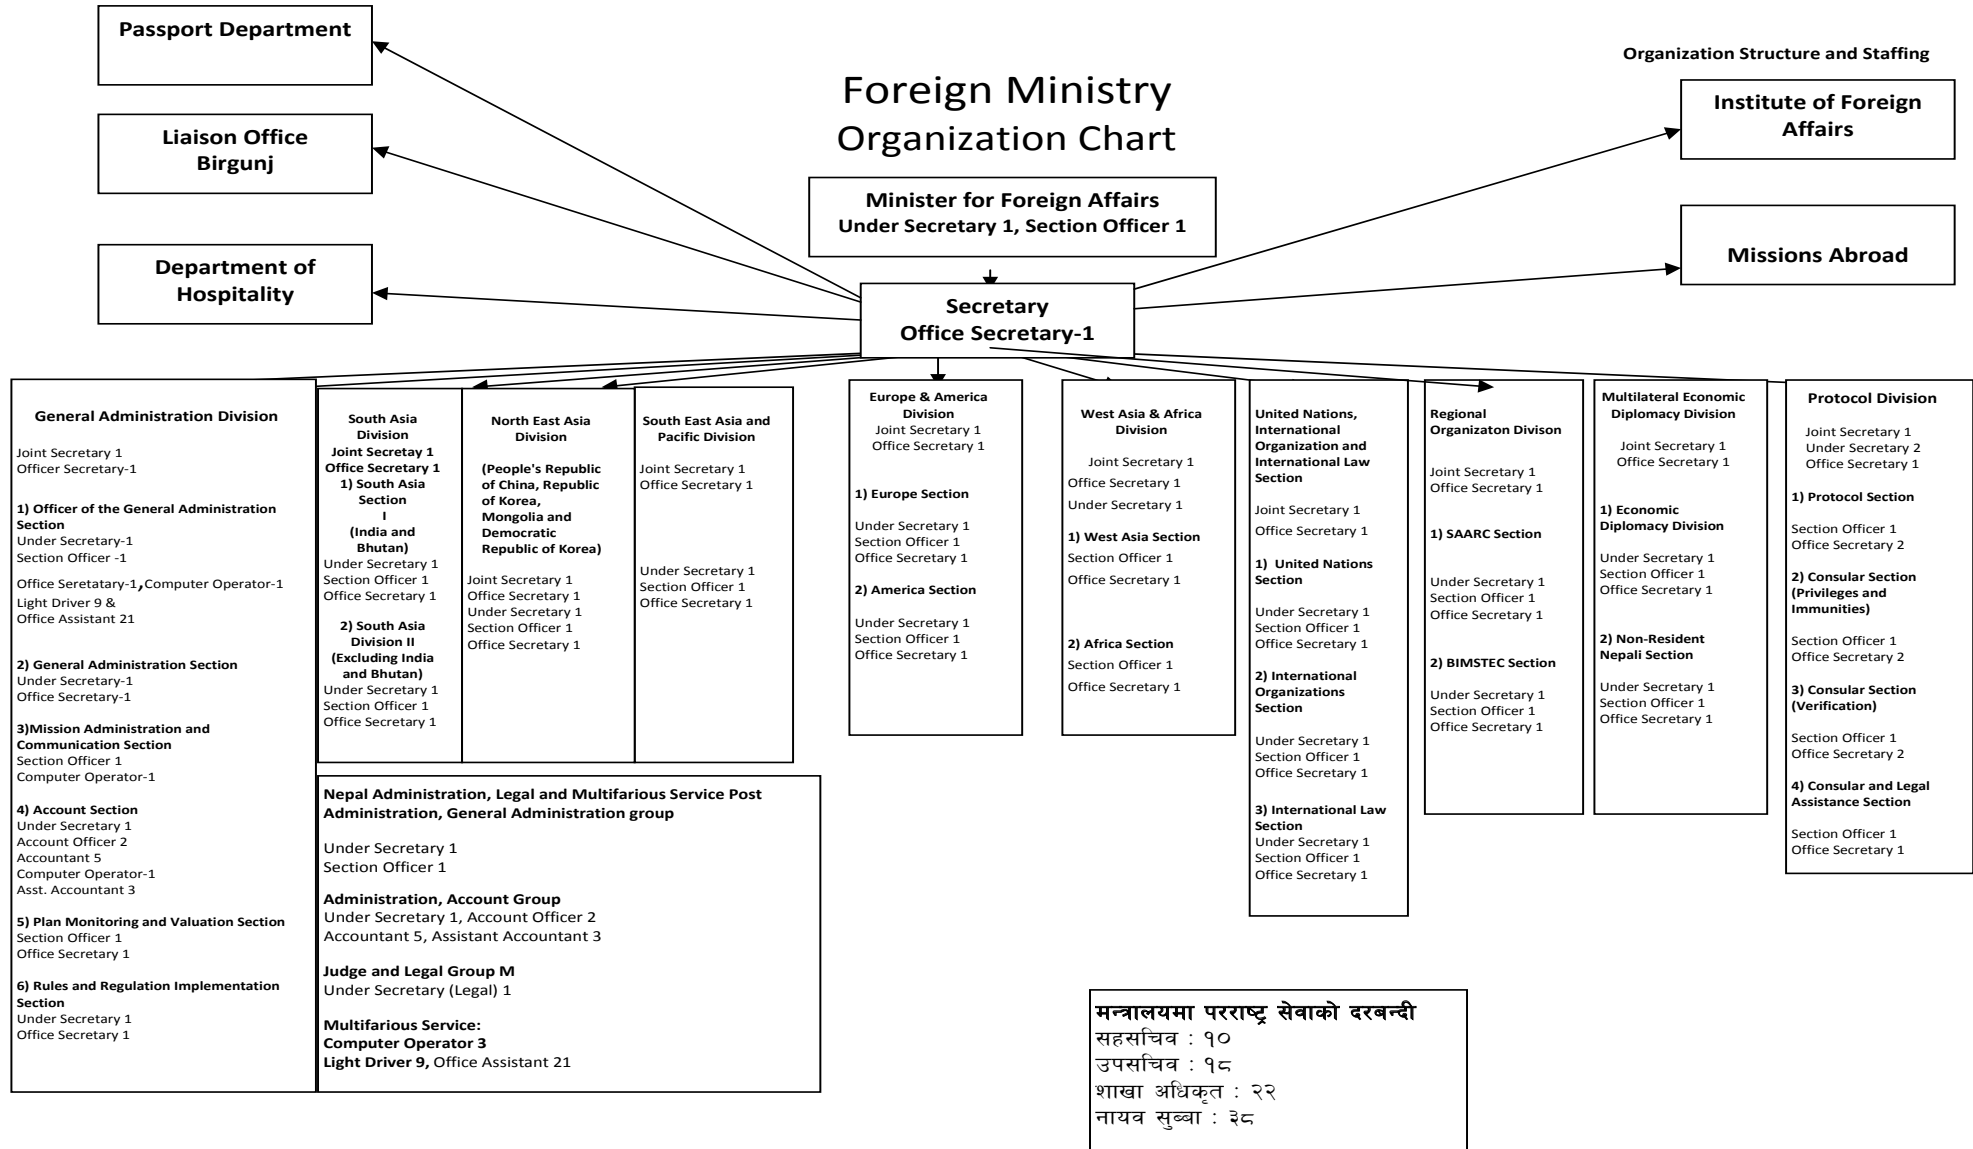 Passport Department
Organization Structure and Staffing
Foreign Ministry
Organization Chart
Liaison Office
Birgunj
Institute of Foreign
Affairs
Minister for Foreign Affairs
Under Secretary 1, Section Officer 1
Missions Abroad
Department of
Hospitality
Secretary
Office Secretary-1
General Administration Division
Joint Secretary 1
Officer Secretary-1
1) Officer of the General Administration
Section
Under Secretary-1
Section Officer -1
Office Seretatary-1,Computer Operator-1
Light Driver 9 &
Office Assistant 21
2) General Administration Section
Under Secretary-1
Office Secretary-1
3)Mission Administration and
Communication Section
Section Officer 1
Computer Operator-1
4) Account Section
Under Secretary 1
Account Officer 2
Accountant 5
Computer Operator-1
Asst. Accountant 3
5) Plan Monitoring and Valuation Section
Section Officer 1
Office Secretary 1
6) Rules and Regulation Implementation
Section
Under Secretary 1
Office Secretary 1
South Asia
Division
Joint Secretay 1
Office Secretary 1
1) South Asia
Section
I
(India and
Bhutan)
Under Secretary 1
Section Officer 1
Office Secretary 1
2) South Asia
Division II
(Excluding India
and Bhutan)
Under Secretary 1
Section Officer 1
Office Secretary 1
North East Asia
Division
(People's Republic
of China, Republic
of Korea,
Mongolia and
Democratic
Republic of Korea)
Joint Secretary 1
Office Secretary 1
Under Secretary 1
Section Officer 1
Office Secretary 1
South East Asia and
Pacific Division
Joint Secretary 1
Office Secretary 1
Under Secretary 1
Section Officer 1
Office Secretary 1
Nepal Administration, Legal and Multifarious Service Post
Administration, General Administration group
Under Secretary 1
Section Officer 1
Administration, Account Group
Under Secretary 1, Account Officer 2
Accountant 5, Assistant Accountant 3
Judge and Legal Group M
Under Secretary (Legal) 1
Multifarious Service:
Computer Operator 3
Light Driver 9, Office Assistant 21
Europe & America
Division
Joint Secretary 1
Office Secretary 1
1) Europe Section
Under Secretary 1
Section Officer 1
Office Secretary 1
2) America Section
Under Secretary 1
Section Officer 1
Office Secretary 1
West Asia & Africa
Division
Joint Secretary 1
Office Secretary 1
Under Secretary 1
1) West Asia Section
Section Officer 1
Office Secretary 1
2) Africa Section
Section Officer 1
Office Secretary 1
United Nations,
International
Organization and
International Law
Section
Joint Secretary 1
Office Secretary 1
1) United Nations
Section
Under Secretary 1
Section Officer 1
Office Secretary 1
2) International
Organizations
Section
Under Secretary 1
Section Officer 1
Office Secretary 1
3) International Law
Section
Under Secretary 1
Section Officer 1
Office Secretary 1
Regional
Organizaton Divison
Joint Secretary 1
Office Secretary 1
1) SAARC Section
Under Secretary 1
Section Officer 1
Office Secretary 1
2) BIMSTEC Section
Under Secretary 1
Section Officer 1
Office Secretary 1
Multilateral Economic
Diplomacy Division
Joint Secretary 1
Office Secretary 1
1) Economic
Diplomacy Division
Under Secretary 1
Section Officer 1
Office Secretary 1
2) Non-Resident
Nepali Section
Under Secretary 1
Section Officer 1
Office Secretary 1
Protocol Division
Joint Secretary 1
Under Secretary 2
Office Secretary 1
1) Protocol Section
Section Officer 1
Office Secretary 2
2) Consular Section
(Privileges and
Immunities)
Section Officer 1
Office Secretary 2
3) Consular Section
(Verification)
Section Officer 1
Office Secretary 2
4) Consular and Legal
Assistance Section
Section Officer 1
Office Secretary 1
मन्त्रालयमा परराष्ट्र सेवाको दरबन्दी
सहसचिव : १०
उपसचिव : १८
शाखा अधिकृत : २२
नायव सुब्बा : ३८